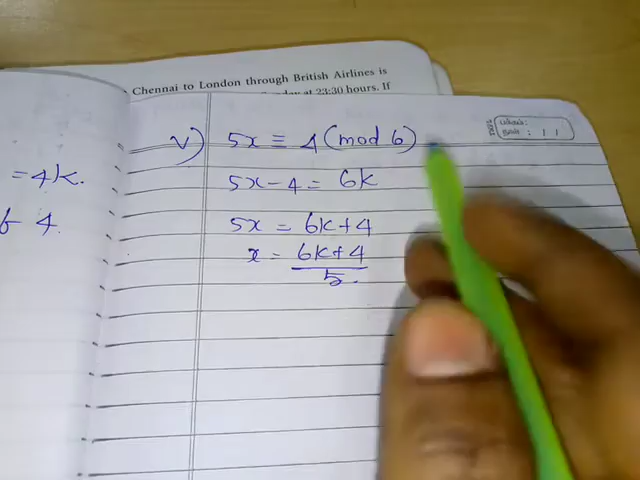 Chennai to London through British Airlines is
at 23:30 hours. If
v) 5x ≡ 4 (mod 6)
= 4k.
5x - 4 = 6k
5x = 6k+4
4.
x = 6k+4
5.